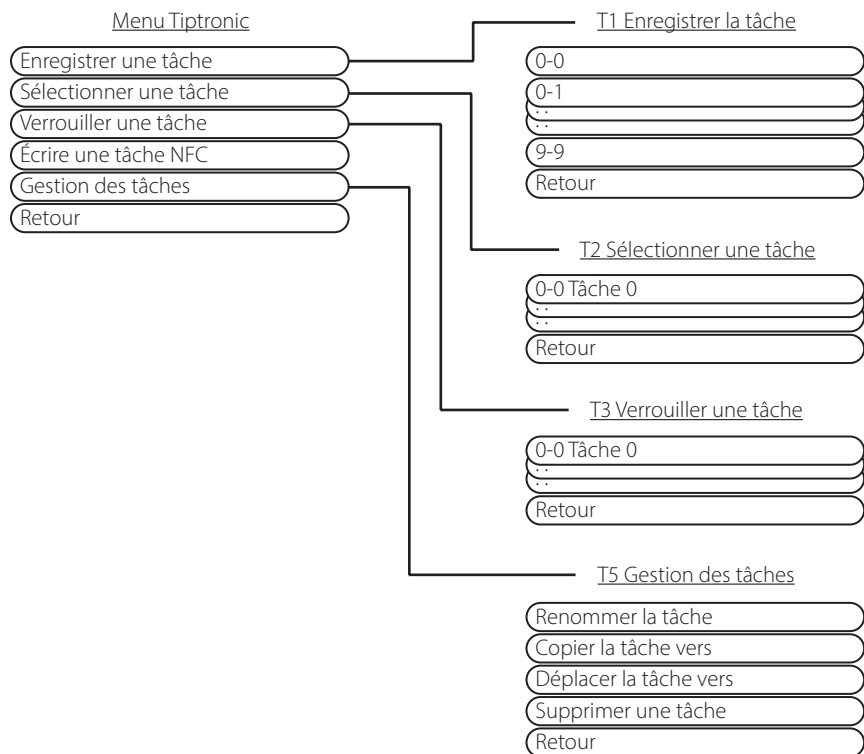 Menu Tiptronic
Enregistrer une tâche
Sélectionner une tâche
Verrouiller une tâche
Écrire une tâche NFC
Gestion des tâches
Retour
T1 Enregistrer la tâche
0-0
0-1
: :
: :
9-9
Retour
T2 Sélectionner une tâche
0-0 Tâche 0
: :
: :
Retour
T3 Verrouiller une tâche
0-0 Tâche 0
: :
: :
Retour
T5 Gestion des tâches
Renommer la tâche
Copier la tâche vers
Déplacer la tâche vers
Supprimer une tâche
Retour